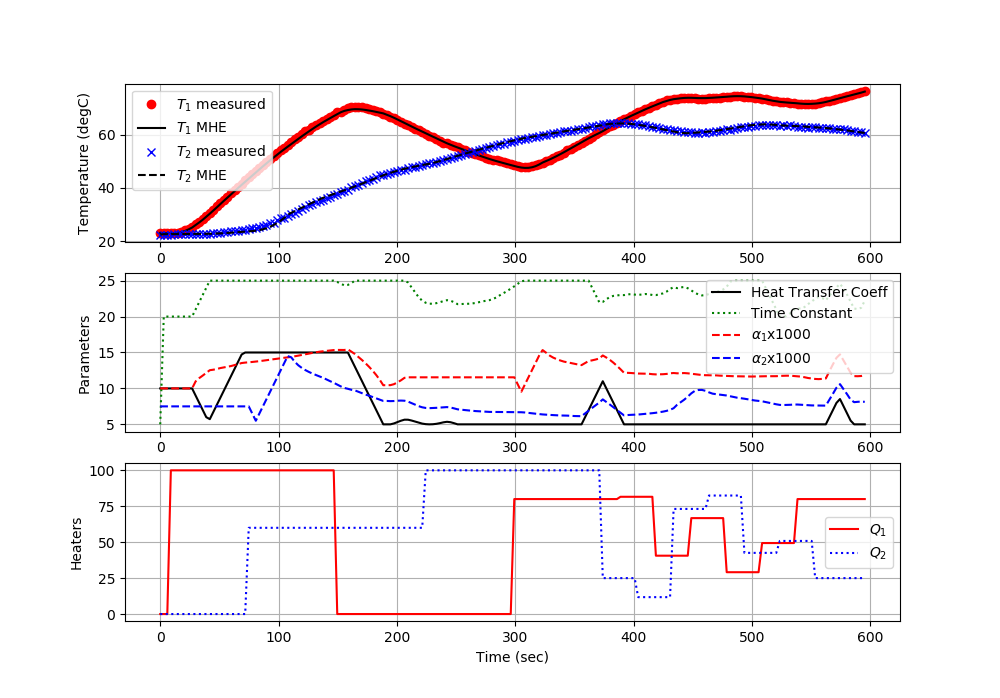 Temperature (degC)
60
40
20
T₁ measured
T₁ MHE
T₂ measured
T₂ MHE
0 100 200 300 400 500 600
Parameters
25
20
15
10
5
Heat Transfer Coeff
Time Constant
α₁x1000
α₂x1000
0 100 200 300 400 500 600
Heaters
100
75
50
25
0
Q₁
Q₂
0 100 200 300 400 500 600
Time (sec)